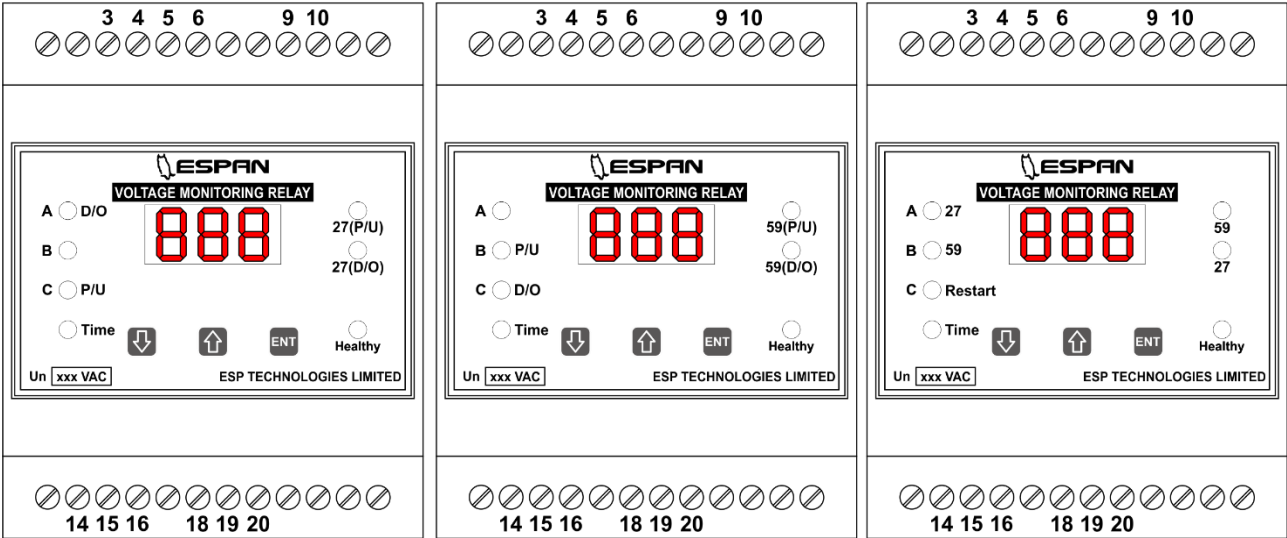 3 4 5 6 9 10
ESPAN
VOLTAGE MONITORING RELAY
A D/O
888
27(P/U)
B
27(D/O)
C P/U
Time
ENT
Healthy
Un xxx VAC
ESP TECHNOLOGIES LIMITED
14 15 16 18 19 20
3 4 5 6 9 10
ESPAN
VOLTAGE MONITORING RELAY
A
888
59(P/U)
B P/U
59(D/O)
C D/O
Time
ENT
Healthy
Un xxx VAC
ESP TECHNOLOGIES LIMITED
14 15 16 18 19 20
3 4 5 6 9 10
ESPAN
VOLTAGE MONITORING RELAY
A 27
888
59
B 59
27
C Restart
Time
ENT
Healthy
Un xxx VAC
ESP TECHNOLOGIES LIMITED
14 15 16 18 19 20